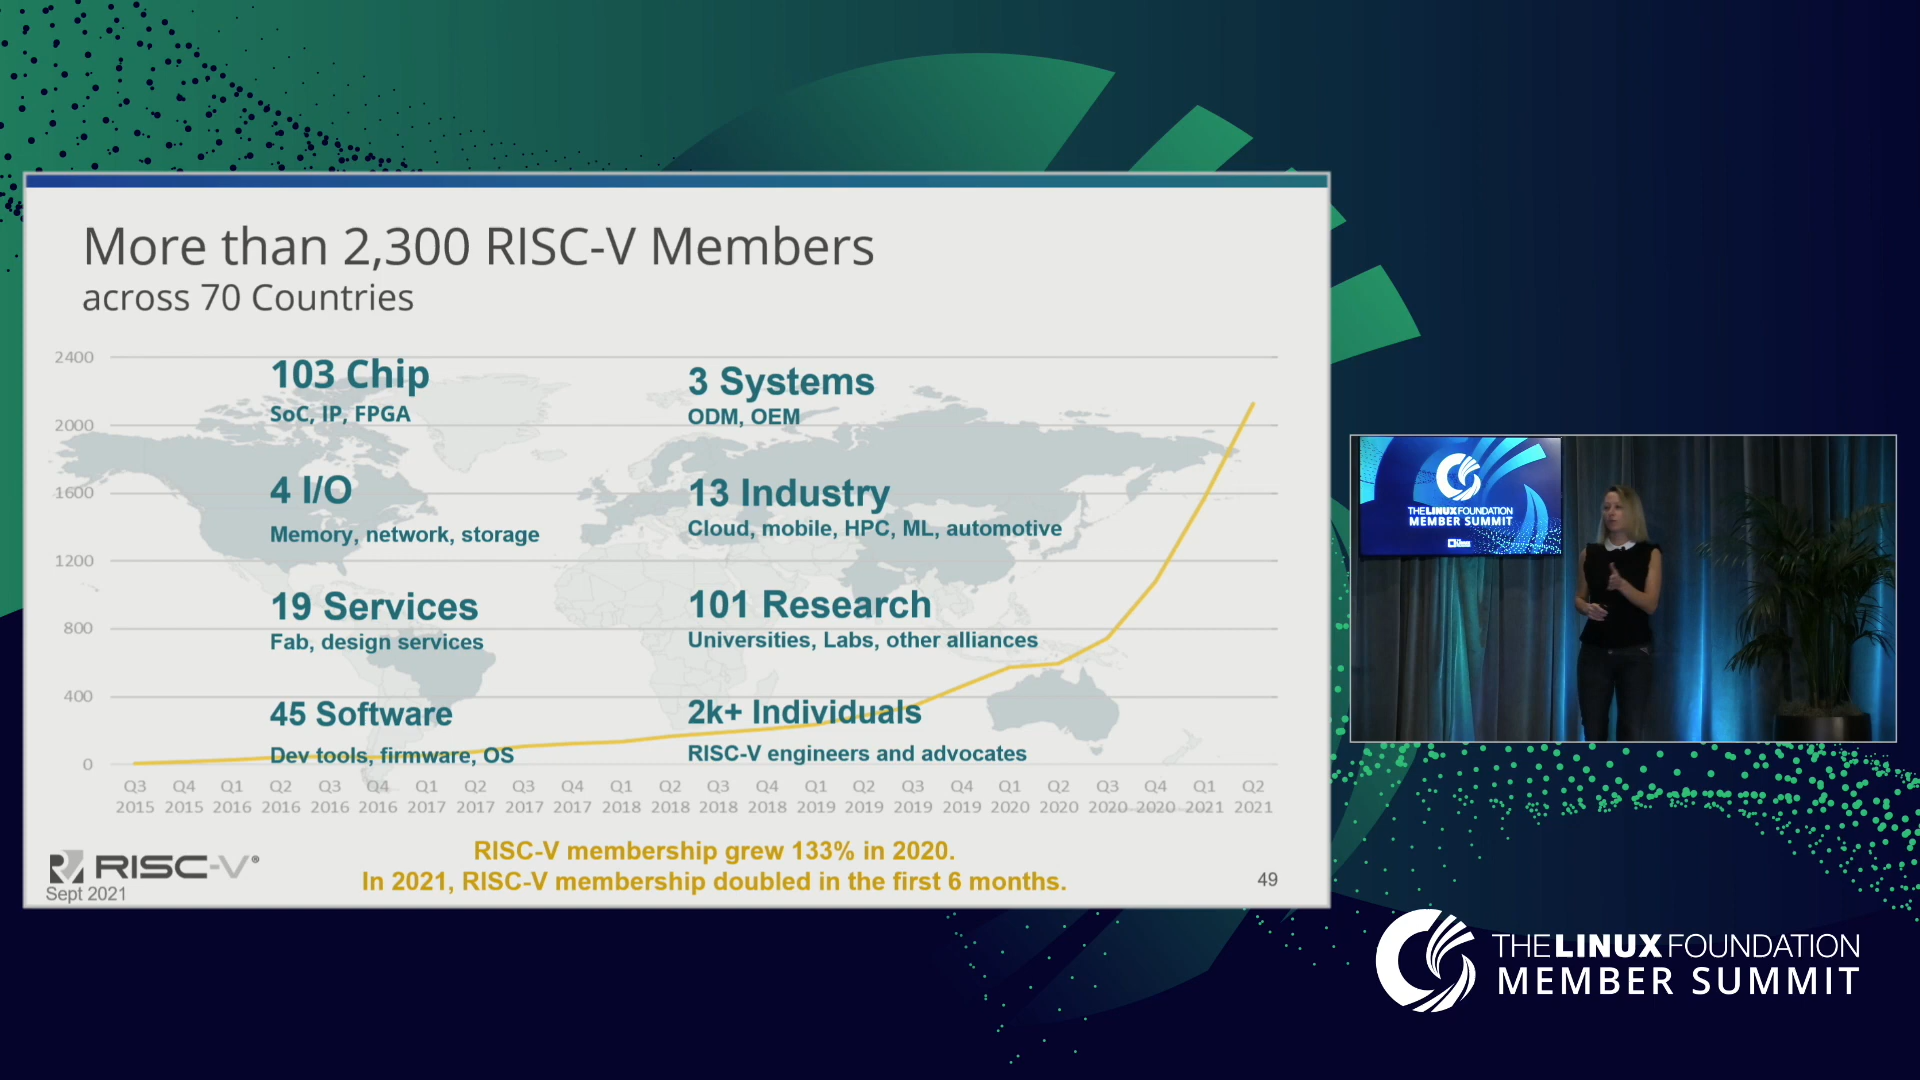 More than 2,300 RISC-V Members
across 70 Countries
2400
2000
1600
1200
800
400
0
103 Chip
SoC, IP, FPGA
3 Systems
ODM, OEM
4 I/O
Memory, network, storage
13 Industry
Cloud, mobile, HPC, ML, automotive
19 Services
Fab, design services
101 Research
Universities, Labs, other alliances
45 Software
Dev tools, firmware, OS
2k+ Individuals
RISC-V engineers and advocates
Q3 Q4 Q1 Q2 Q3 Q4 Q1 Q2 Q3 Q4 Q1 Q2 Q3 Q4 Q1 Q2 Q3 Q4 Q1 Q2 Q3 Q4 Q1 Q2
2015 2015 2016 2016 2016 2016 2017 2017 2017 2017 2018 2018 2018 2018 2019 2019 2019 2019 2020 2020 2020 2020 2021 2021
RISC-V membership grew 133% in 2020.
In 2021, RISC-V membership doubled in the first 6 months.
RISC-V®
Sept 2021
49
THE LINUX FOUNDATION
MEMBER SUMMIT
THE LINUX FOUNDATION
MEMBER SUMMIT